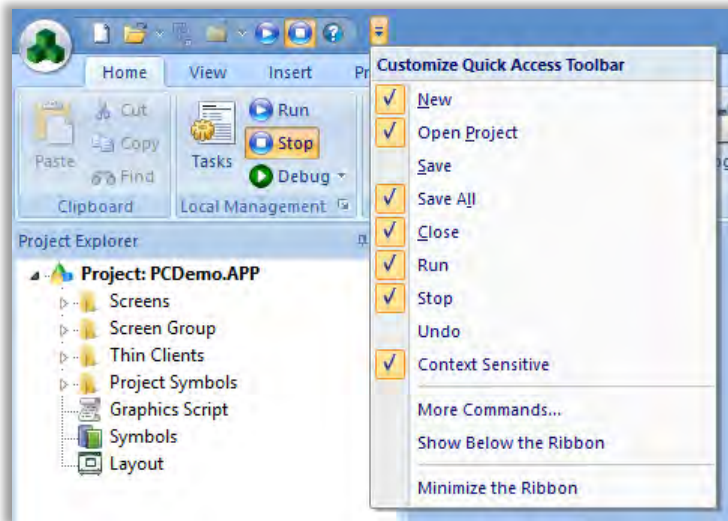 Home View Insert Pr
Paste
Cut
Copy
Find
Clipboard
Tasks
Run
Stop
Debug
Local Management
Project Explorer
Project: PCDemo.APP
Screens
Screen Group
Thin Clients
Project Symbols
Graphics Script
Symbols
Layout
Customize Quick Access Toolbar
New
Open Project
Save
Save All
Close
Run
Stop
Undo
Context Sensitive
More Commands...
Show Below the Ribbon
Minimize the Ribbon